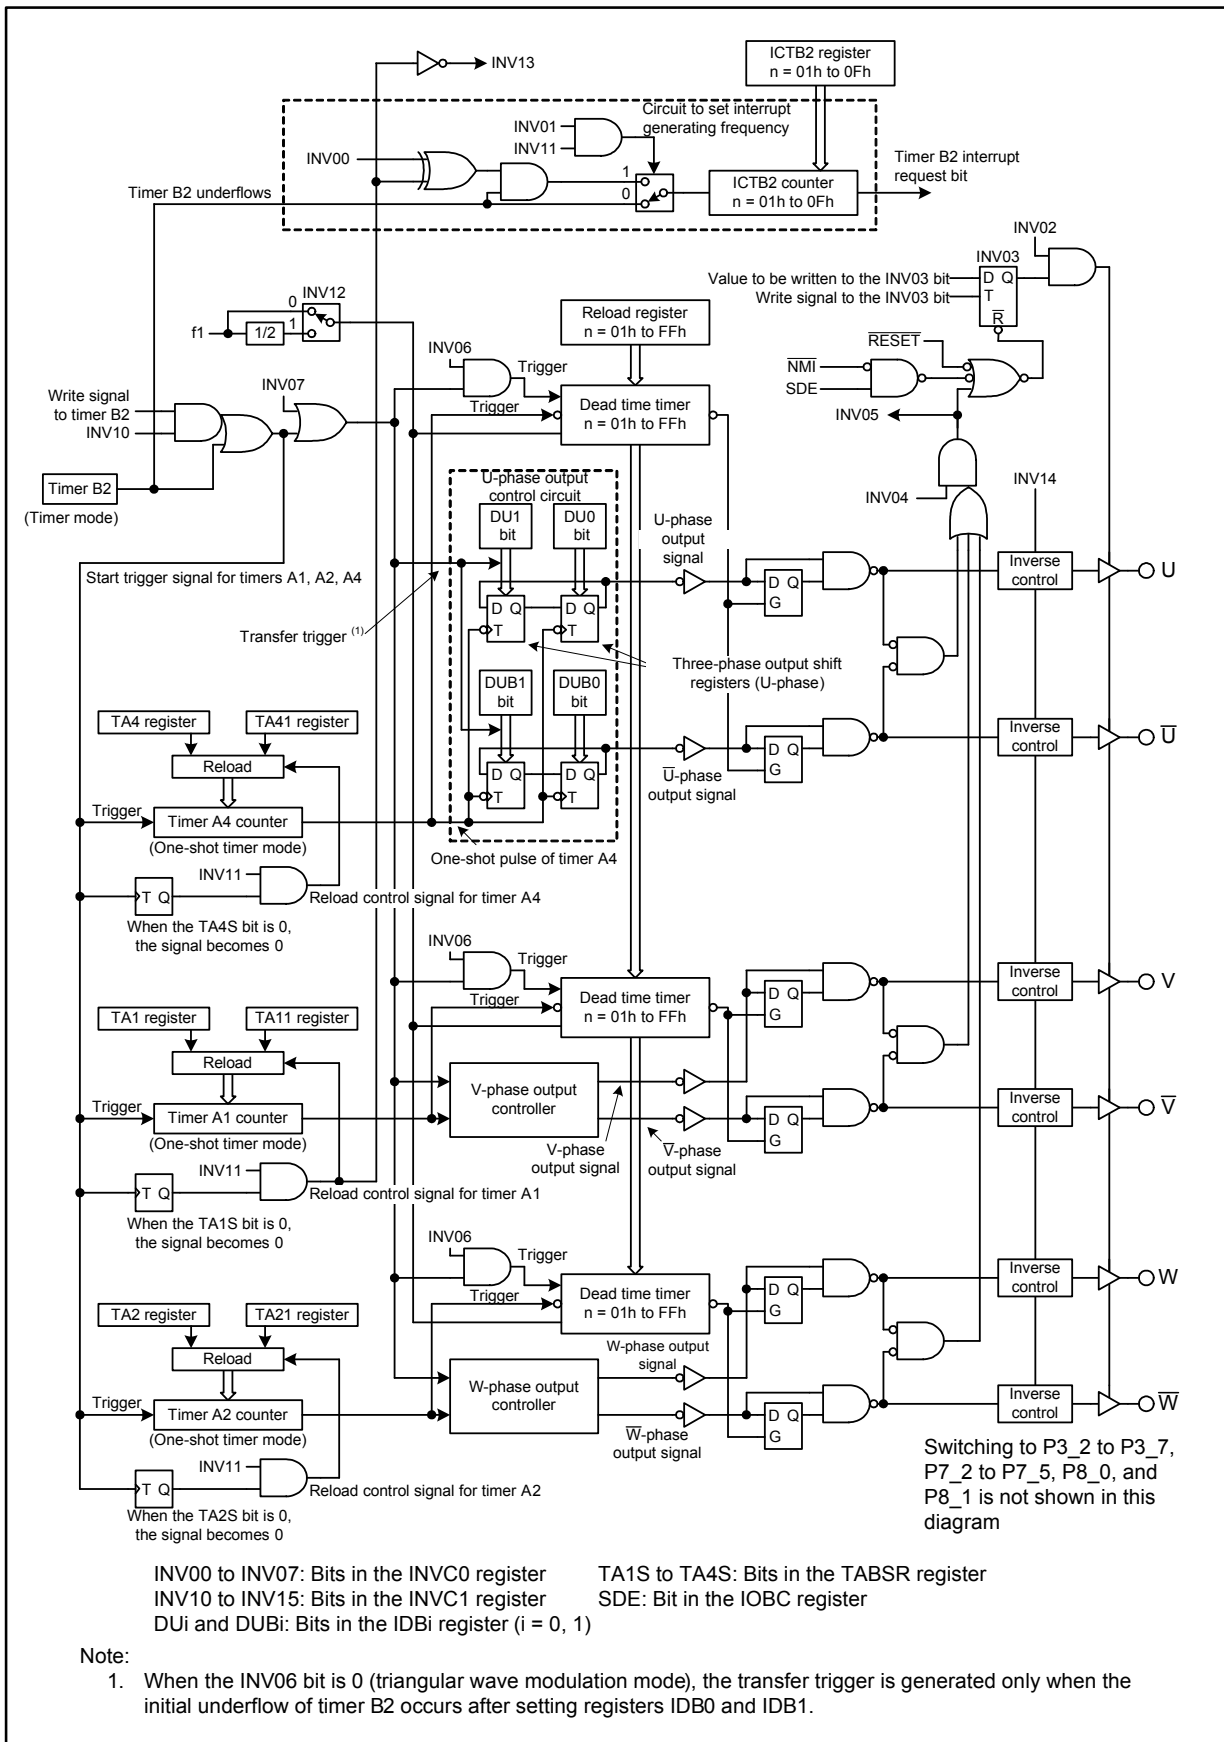 ICTB2 register
n = 01h to 0Fh
INV13
Circuit to set interrupt
generating frequency
INV01
INV11
INV00
1
0
Timer B2 underflows
ICTB2 counter
n = 01h to 0Fh
Timer B2 interrupt
request bit
INV02
INV03
Value to be written to the INV03 bit
Write signal to the INV03 bit
D Q
T
R̅
INV12
0
1
f1
1/2
Reload register
n = 01h to FFh
INV06
Trigger
Trigger
Dead time timer
n = 01h to FFh
R̅E̅S̅E̅T̅
N̅M̅I̅
SDE
INV05
INV07
Write signal
to timer B2
INV10
Timer B2
(Timer mode)
INV04
INV14
U-phase output
control circuit
DU1
bit
DU0
bit
U-phase
output
signal
Start trigger signal for timers A1, A2, A4
D Q
T
D Q
T
D Q
G
Inverse
control
U
Transfer trigger (1)
Three-phase output shift
registers (U-phase)
DUB1
bit
DUB0
bit
TA4 register
TA41 register
Reload
D Q
T
D Q
T
U̅-phase
output signal
D Q
G
Inverse
control
U̅
Trigger
Timer A4 counter
(One-shot timer mode)
One-shot pulse of timer A4
INV11
T Q
Reload control signal for timer A4
When the TA4S bit is 0,
the signal becomes 0
INV06
Trigger
Trigger
Dead time timer
n = 01h to FFh
D Q
G
Inverse
control
V
TA1 register
TA11 register
Reload
V-phase output
controller
Trigger
Timer A1 counter
(One-shot timer mode)
V-phase
output signal
V̅-phase
output signal
D Q
G
Inverse
control
V̅
INV11
T Q
Reload control signal for timer A1
When the TA1S bit is 0,
the signal becomes 0
INV06
Trigger
Trigger
Dead time timer
n = 01h to FFh
D Q
G
Inverse
control
W
TA2 register
TA21 register
Reload
W-phase output
signal
W-phase output
controller
Trigger
Timer A2 counter
(One-shot timer mode)
W̅-phase
output signal
D Q
G
Inverse
control
W̅
INV11
T Q
Reload control signal for timer A2
When the TA2S bit is 0,
the signal becomes 0
Switching to P3_2 to P3_7,
P7_2 to P7_5, P8_0, and
P8_1 is not shown in this
diagram
INV00 to INV07: Bits in the INVC0 register
TA1S to TA4S: Bits in the TABSR register
INV10 to INV15: Bits in the INVC1 register
SDE: Bit in the IOBC register
DUi and DUBi: Bits in the IDBi register (i = 0, 1)
Note:
1. When the INV06 bit is 0 (triangular wave modulation mode), the transfer trigger is generated only when the
initial underflow of timer B2 occurs after setting registers IDB0 and IDB1.